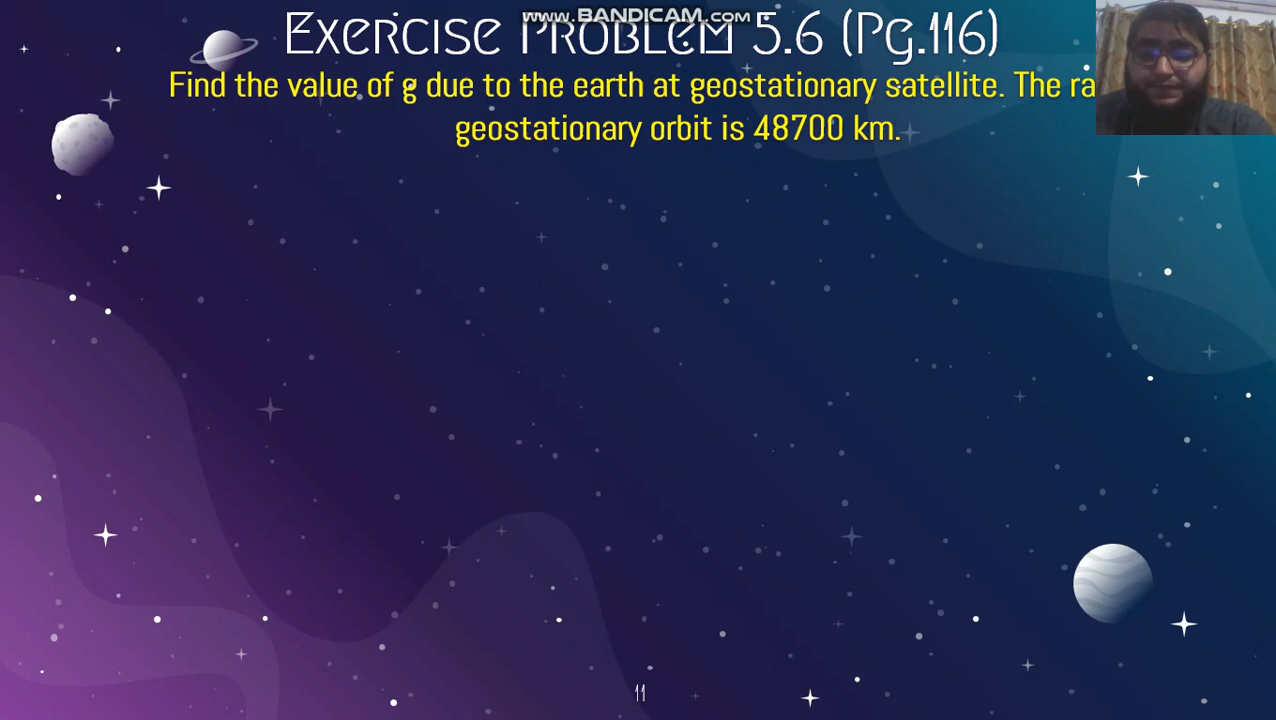 www.BANDICAM.com
Exercise Problem 5.6 (Pg.116)
Find the value of g due to the earth at geostationary satellite. The
geostationary orbit is 48700 km.
11